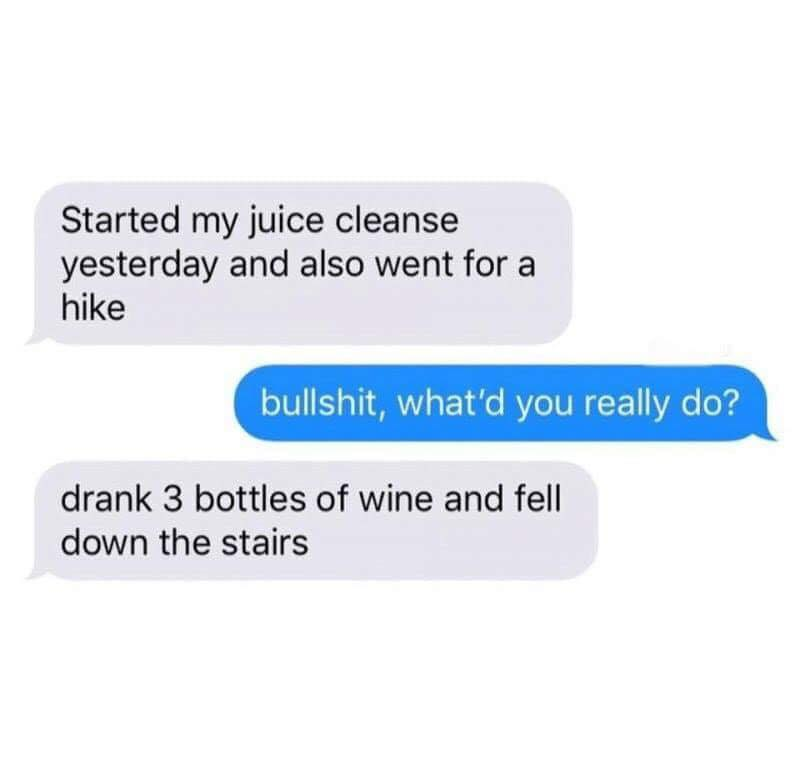 Started my juice cleanse
yesterday and also went for a
hike
bullshit, what'd you really do?
drank 3 bottles of wine and fell
down the stairs